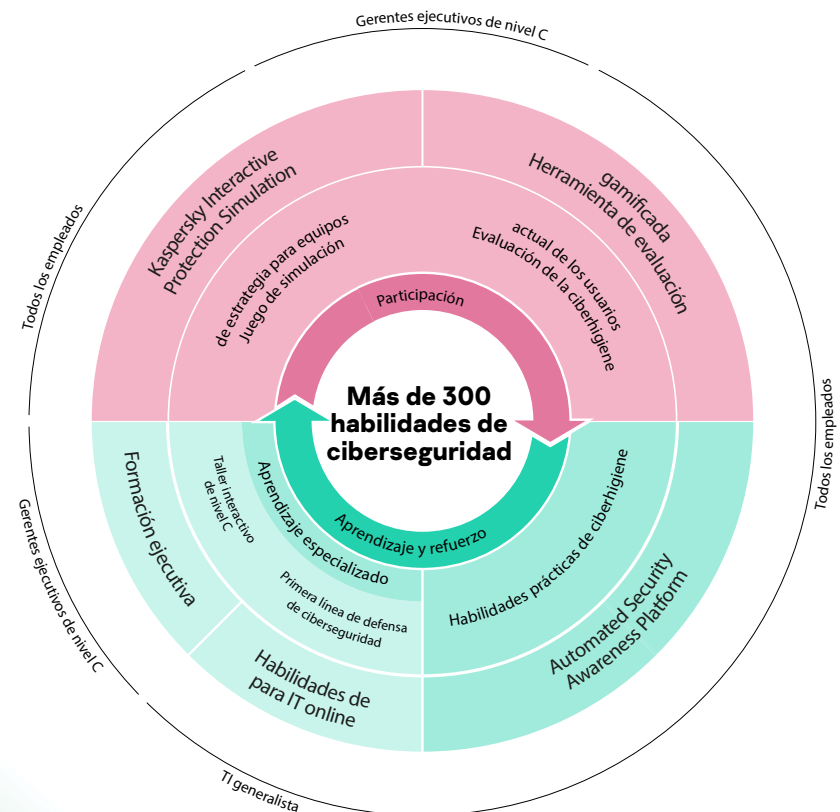 Gerentes ejecutivos de nivel C
Todos los empleados
Kaspersky Interactive
Protection Simulation
gamificada
Herramienta de evaluación
de estrategia para equipos
Juego de simulación
actual de los usuarios
Evaluación de la ciberhigiene
Participación
Más de 300
habilidades de
ciberseguridad
Todos los empleados
Aprendizaje y refuerzo
Aprendizaje especializado
Taller interactivo
de nivel C
Formación ejecutiva
Gerentes ejecutivos de nivel C
Primera línea de defensa
de ciberseguridad
Habilidades prácticas de ciberhigiene
Automated Security
Awareness Platform
Habilidades de
para IT online
TI generalista